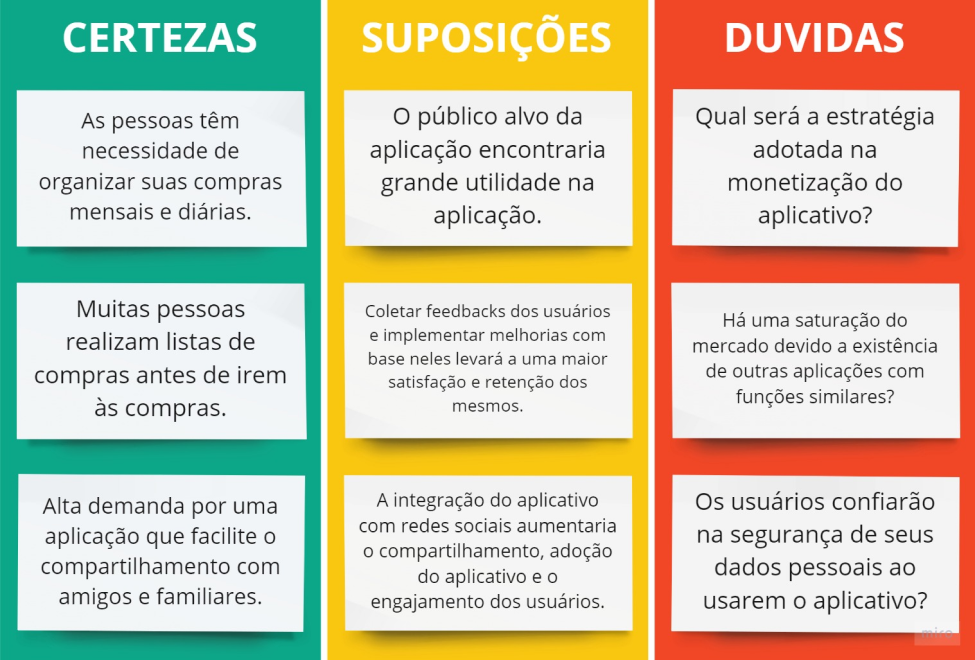 CERTEZAS
As pessoas têm
necessidade de
organizar suas compras
mensais e diárias.
Muitas pessoas
realizam listas de
compras antes de irem
às compras.
Alta demanda por uma
aplicação que facilite o
compartilhamento com
amigos e familiares.
SUPOSIÇÕES
O público alvo da
aplicação encontraria
grande utilidade na
aplicação.
Coletar feedbacks dos usuários
e implementar melhorias com
base neles levará a uma maior
satisfação e retenção dos
mesmos.
A integração do aplicativo
com redes sociais aumentaria
o compartilhamento, adoção
do aplicativo e o
engajamento dos usuários.
DUVIDAS
Qual será a estratégia
adotada na
monetização do
aplicativo?
Há uma saturação do
mercado devido a existência
de outras aplicações com
funções similares?
Os usuários confiarão
na segurança de seus
dados pessoais ao
usarem o aplicativo?
miro